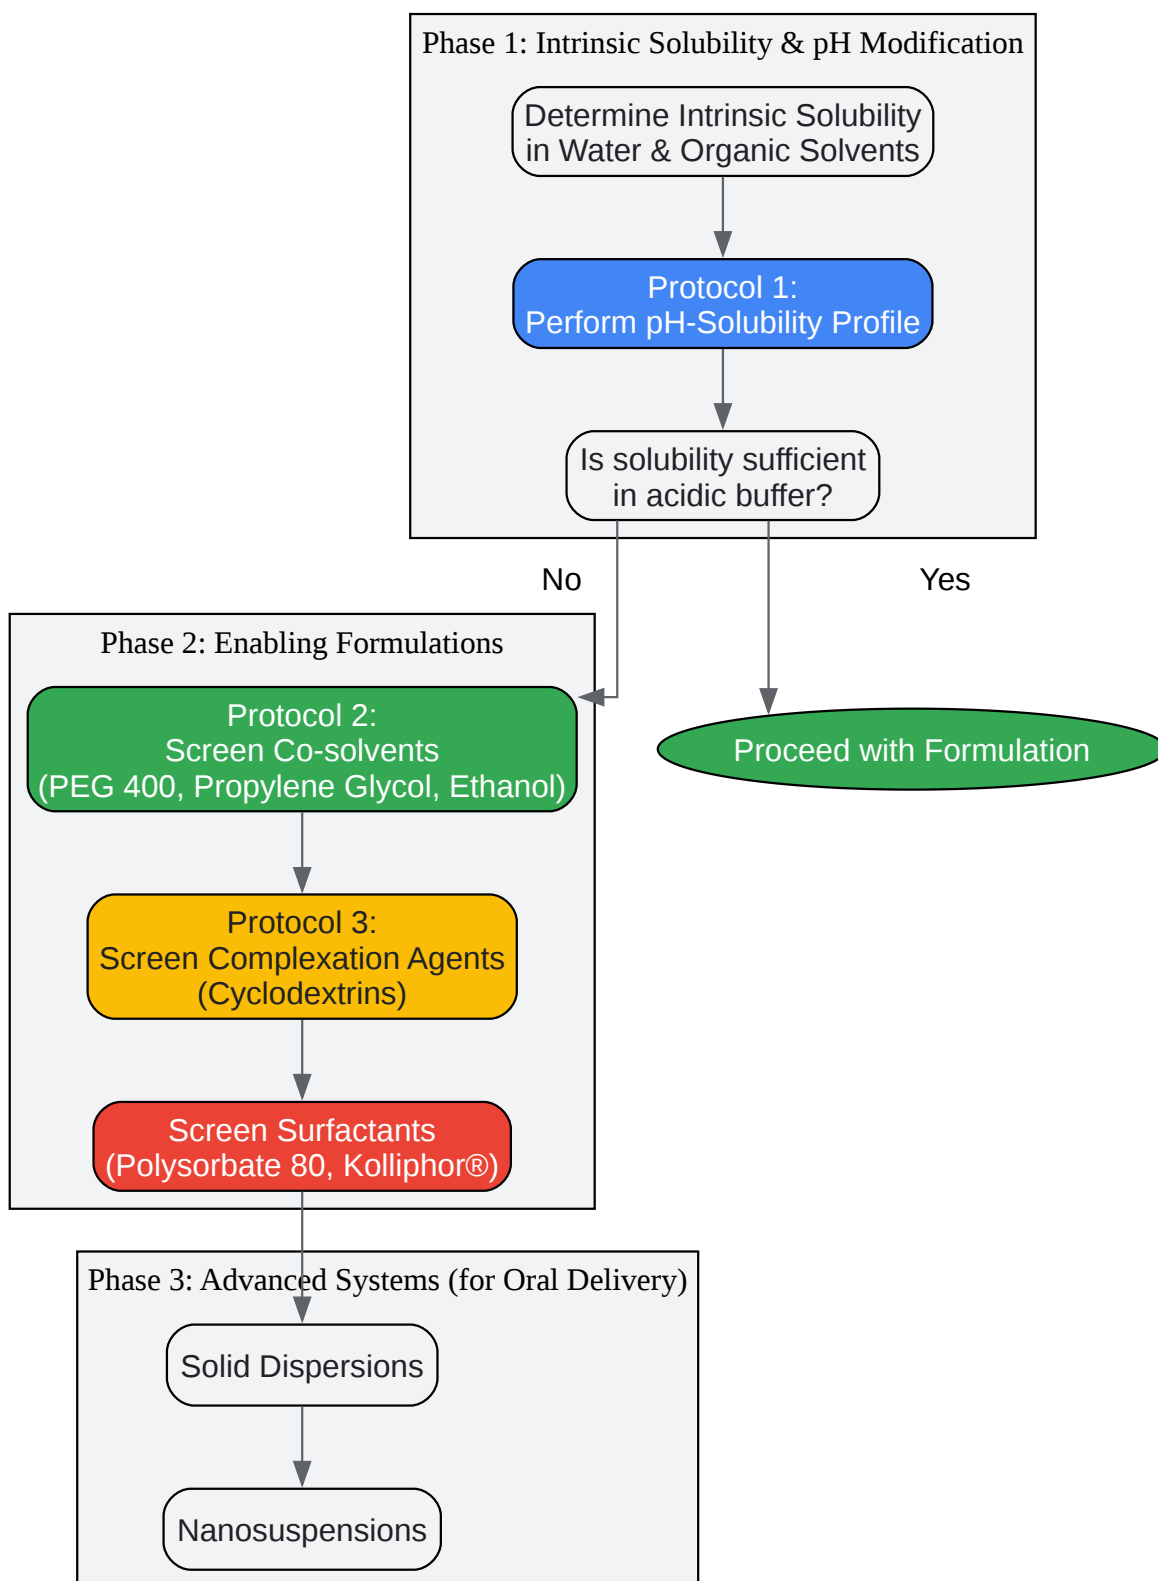 Phase 1: Intrinsic Solubility & pH Modification
Determine Intrinsic Solubility
in Water & Organic Solvents
Protocol 1:
Perform pH-Solubility Profile
Is solubility sufficient
in acidic buffer?
No
Yes
Phase 2: Enabling Formulations
Protocol 2:
Screen Co-solvents
(PEG 400, Propylene Glycol, Ethanol)
Proceed with Formulation
Protocol 3:
Screen Complexation Agents
(Cyclodextrins)
Screen Surfactants
(Polysorbate 80, Kolliphor®)
Phase 3: Advanced Systems (for Oral Delivery)
Solid Dispersions
Nanosuspensions